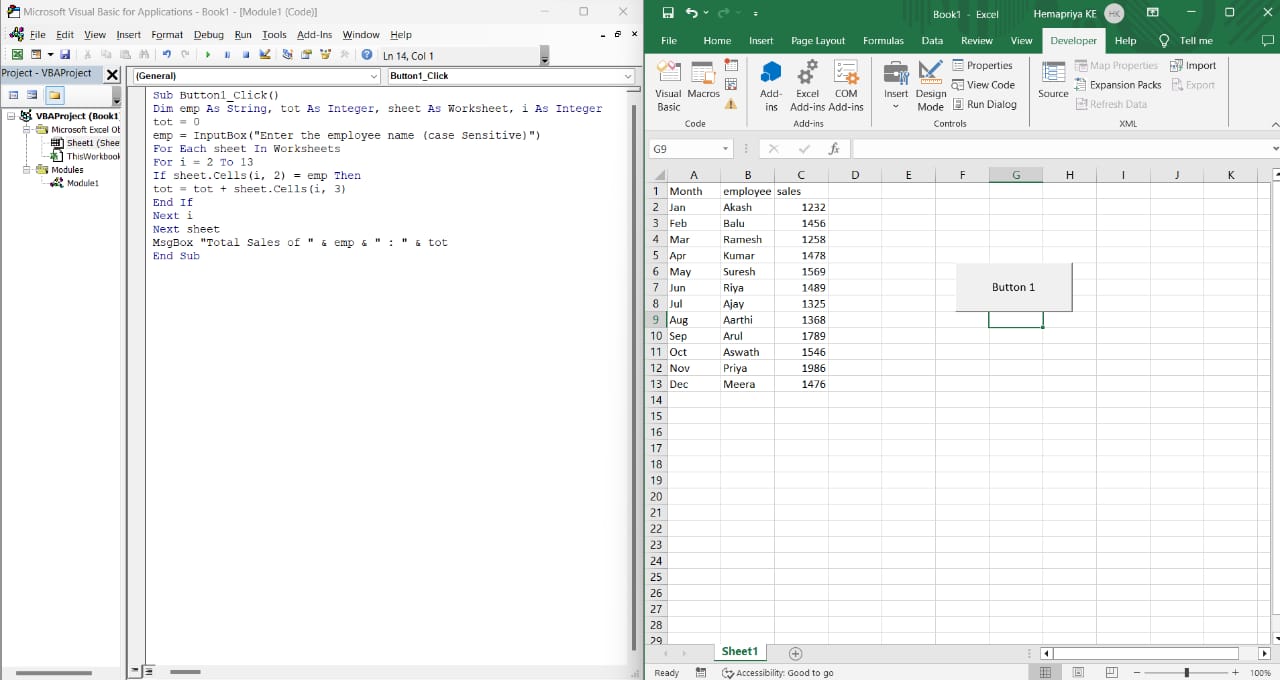 Microsoft Visual Basic for Applications - Book1 - [Module1 (Code)]
File Edit View Insert Format Debug Run Tools Add-Ins Window Help
Ln 14, Col 1
Project - VBAProject
(General) Button1_Click
VBAProject (Book1
Microsoft Excel Ob
Sheet1 (Shee
ThisWorkbook
Modules
Module1
Sub Button1_Click()
Dim emp As String, tot As Integer, sheet As Worksheet, i As Integer
tot = 0
emp = InputBox("Enter the employee name (case Sensitive)")
For Each sheet In Worksheets
For i = 2 To 13
If sheet.Cells(i, 2) = emp Then
tot = tot + sheet.Cells(i, 3)
End If
Next i
Next sheet
MsgBox "Total Sales of " & emp & " : " & tot
End Sub
Book1 - Excel Hemapriya KE HK
File Home Insert Page Layout Formulas Data Review View Developer Help Tell me
Visual Basic Macros
Code
Add-ins Excel Add-ins COM Add-ins
Add-ins
Insert Design Mode Properties View Code Run Dialog
Controls
Source Map Properties Expansion Packs Refresh Data Import Export
XML
G9 fx
A B C D E F G H I J K
1 Month employee sales
2 Jan Akash 1232
3 Feb Balu 1456
4 Mar Ramesh 1258
5 Apr Kumar 1478
6 May Suresh 1569
7 Jun Riya 1489
8 Jul Ajay 1325
9 Aug Aarthi 1368
10 Sep Arul 1789
11 Oct Aswath 1546
12 Nov Priya 1986
13 Dec Meera 1476
14
15
16
17
18
19
20
21
22
23
24
25
26
27
28
29
Button 1
Sheet1
Ready Accessibility: Good to go 100%